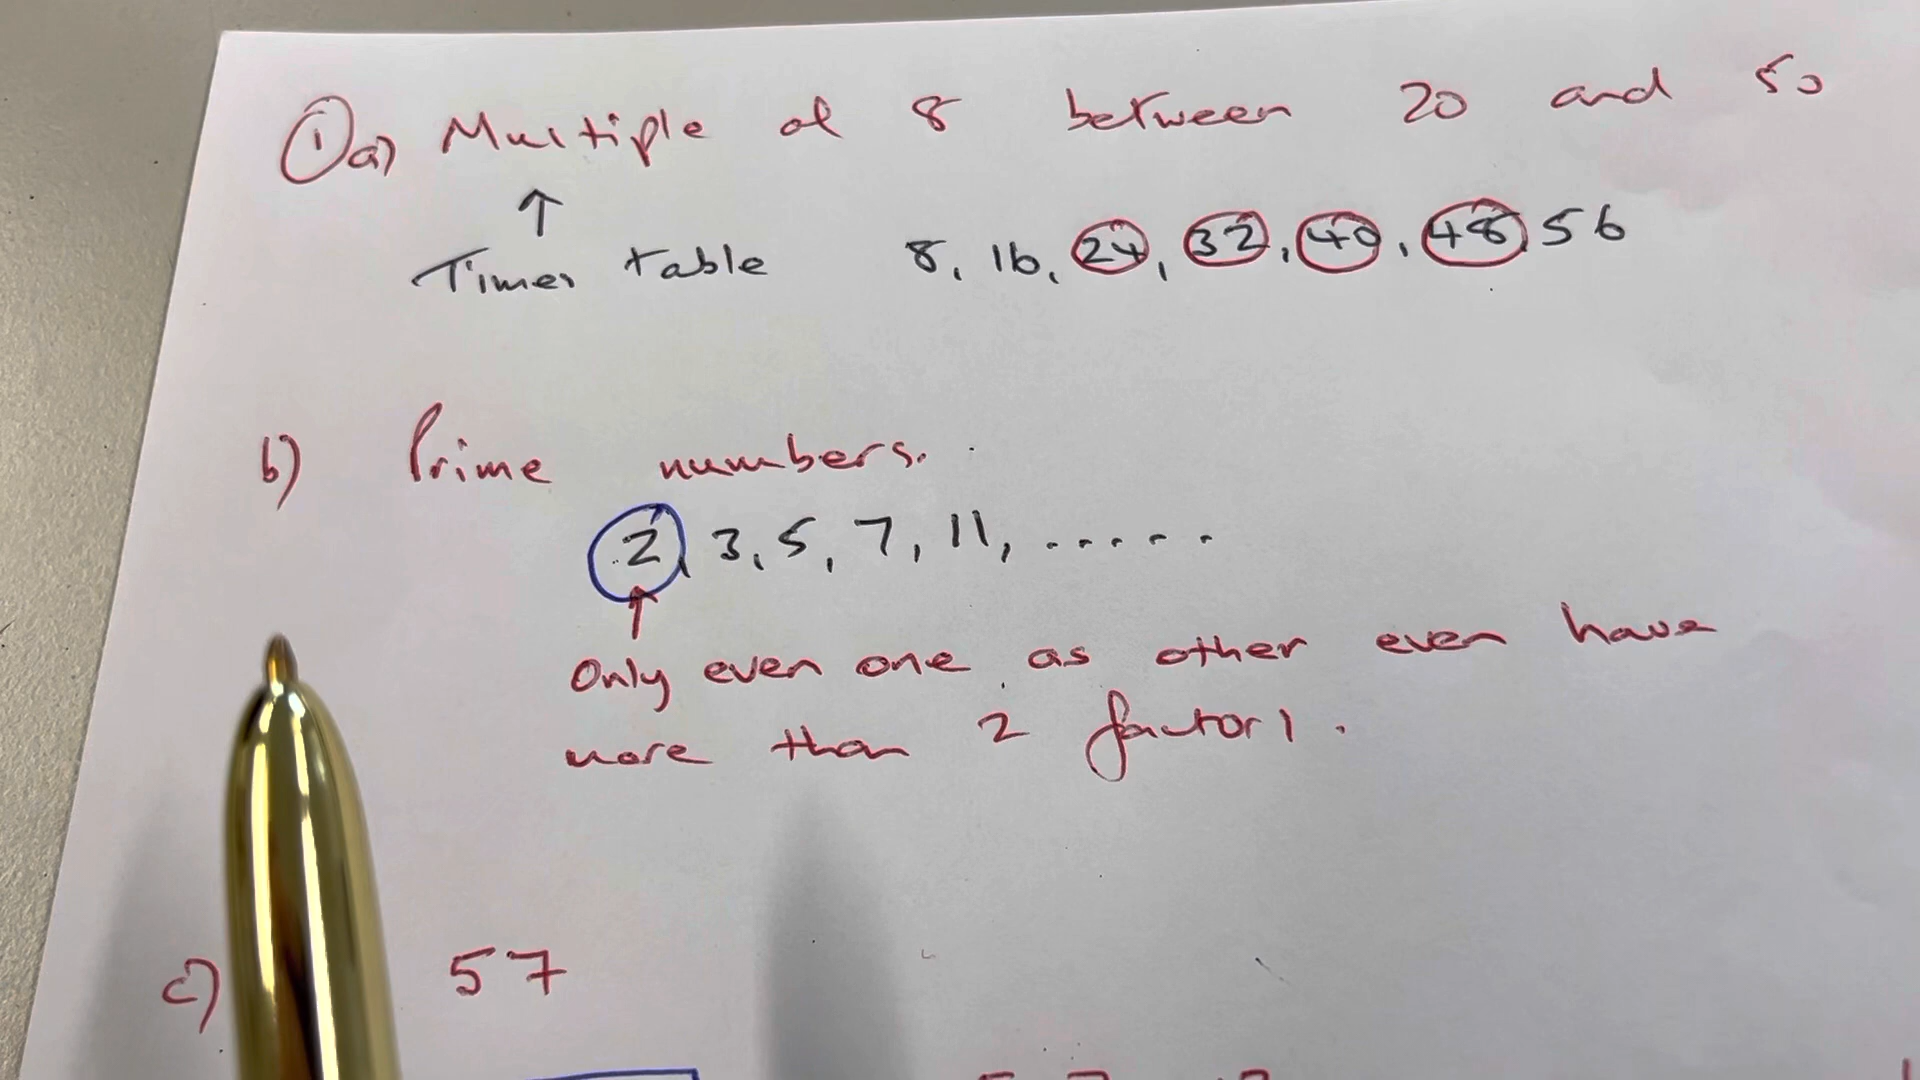 ① a) Multiple of 8 between 20 and 50
↑
Times table 8, 16, 24, 32, 40, 48, 56
b) Prime numbers.
2, 3, 5, 7, 11, .....
↑
Only even one as other even have
more than 2 factors.
c) 57